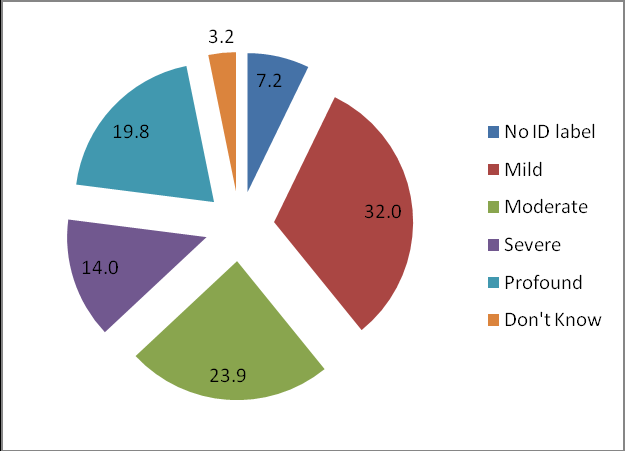 3.2
7.2
19.8
32.0
14.0
23.9
No ID label
Mild
Moderate
Severe
Profound
Don't Know